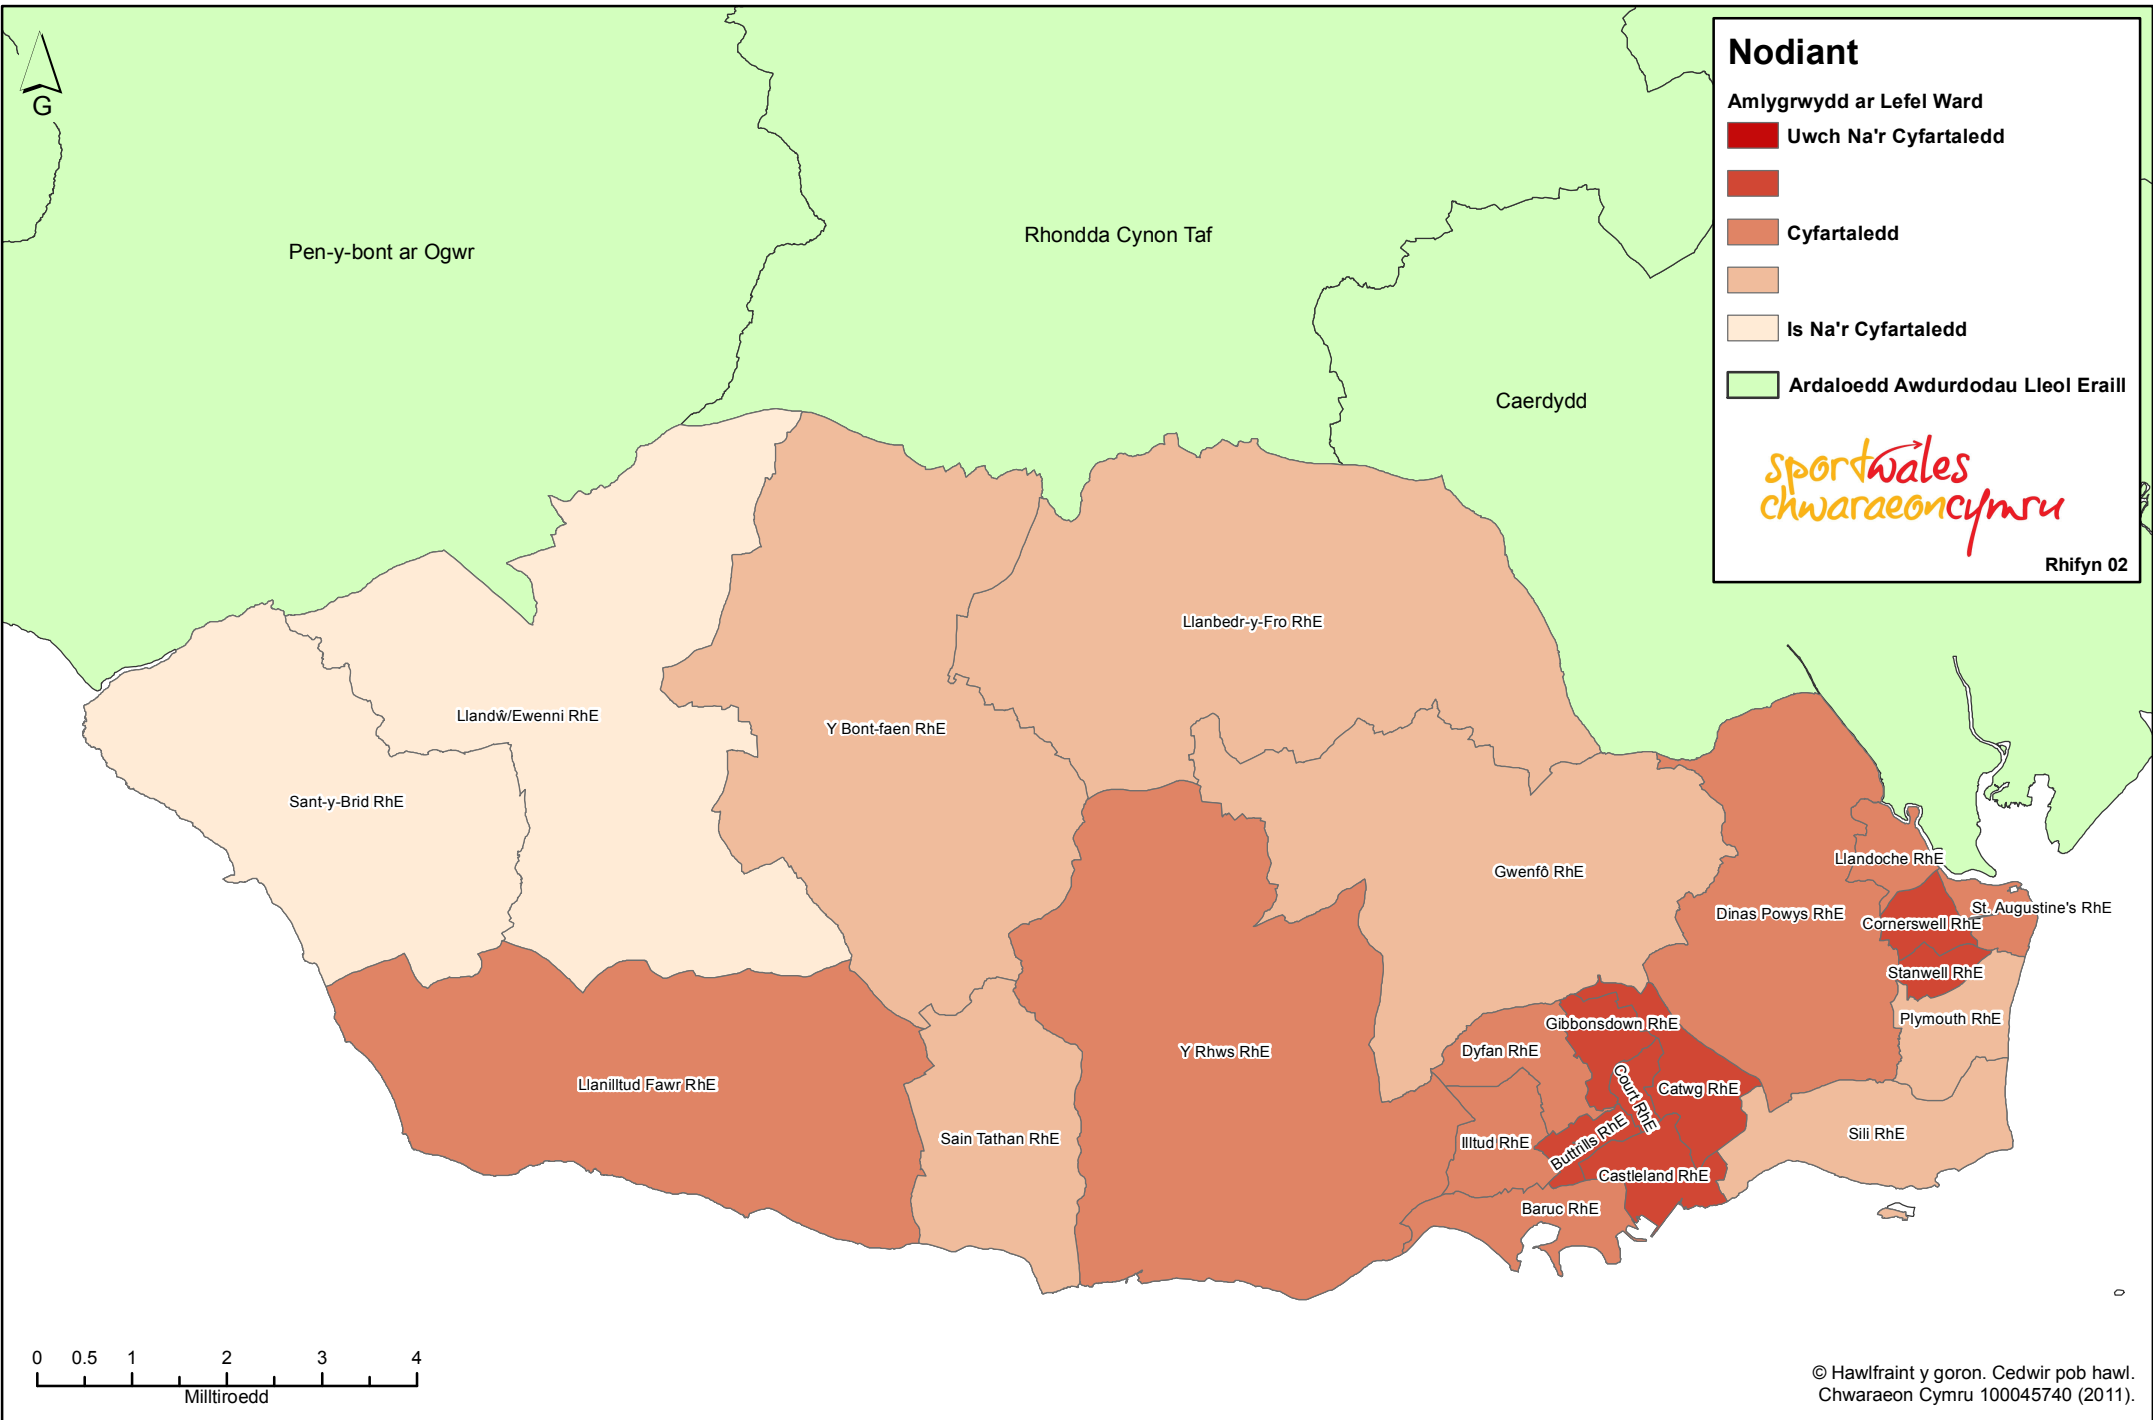 G
Nodiant
Amlygrwydd ar Lefel Ward
Uwch Na'r Cyfartaledd
Cyfartaledd
Is Na'r Cyfartaledd
Ardaloedd Awdurdodau Lleol Eraill
sportwales
chwaraeoncymru
Rhifyn 02
Pen-y-bont ar Ogwr
Rhondda Cynon Taf
Caerdydd
Llanbedr-y-Fro RhE
Llandŵ/Ewenni RhE
Y Bont-faen RhE
Sant-y-Brid RhE
Gwenfô RhE
Llandoche RhE
Dinas Powys RhE
St. Augustine's RhE
Cornerswell RhE
Stanwell RhE
Plymouth RhE
Gibbonsdown RhE
Dyfan RhE
Y Rhws RhE
Llanilltud Fawr RhE
Court RhE
Catwg RhE
Sain Tathan RhE
Illtud RhE
Buttrills RhE
Sili RhE
Castleland RhE
Baruc RhE
0 0.5 1 2 3 4
Milltiroedd
© Hawlfraint y goron. Cedwir pob hawl.
Chwaraeon Cymru 100045740 (2011).